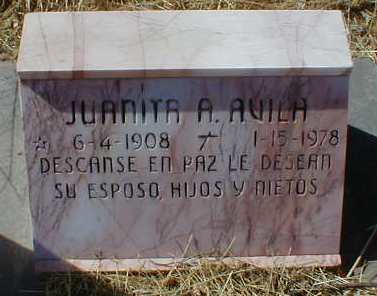 JUANITA A. AVILA
☆ 6-4-1908 † 1-15-1978
DESCANSE EN PAZ LE DESEAN
SU ESPOSO, HIJOS Y NIETOS